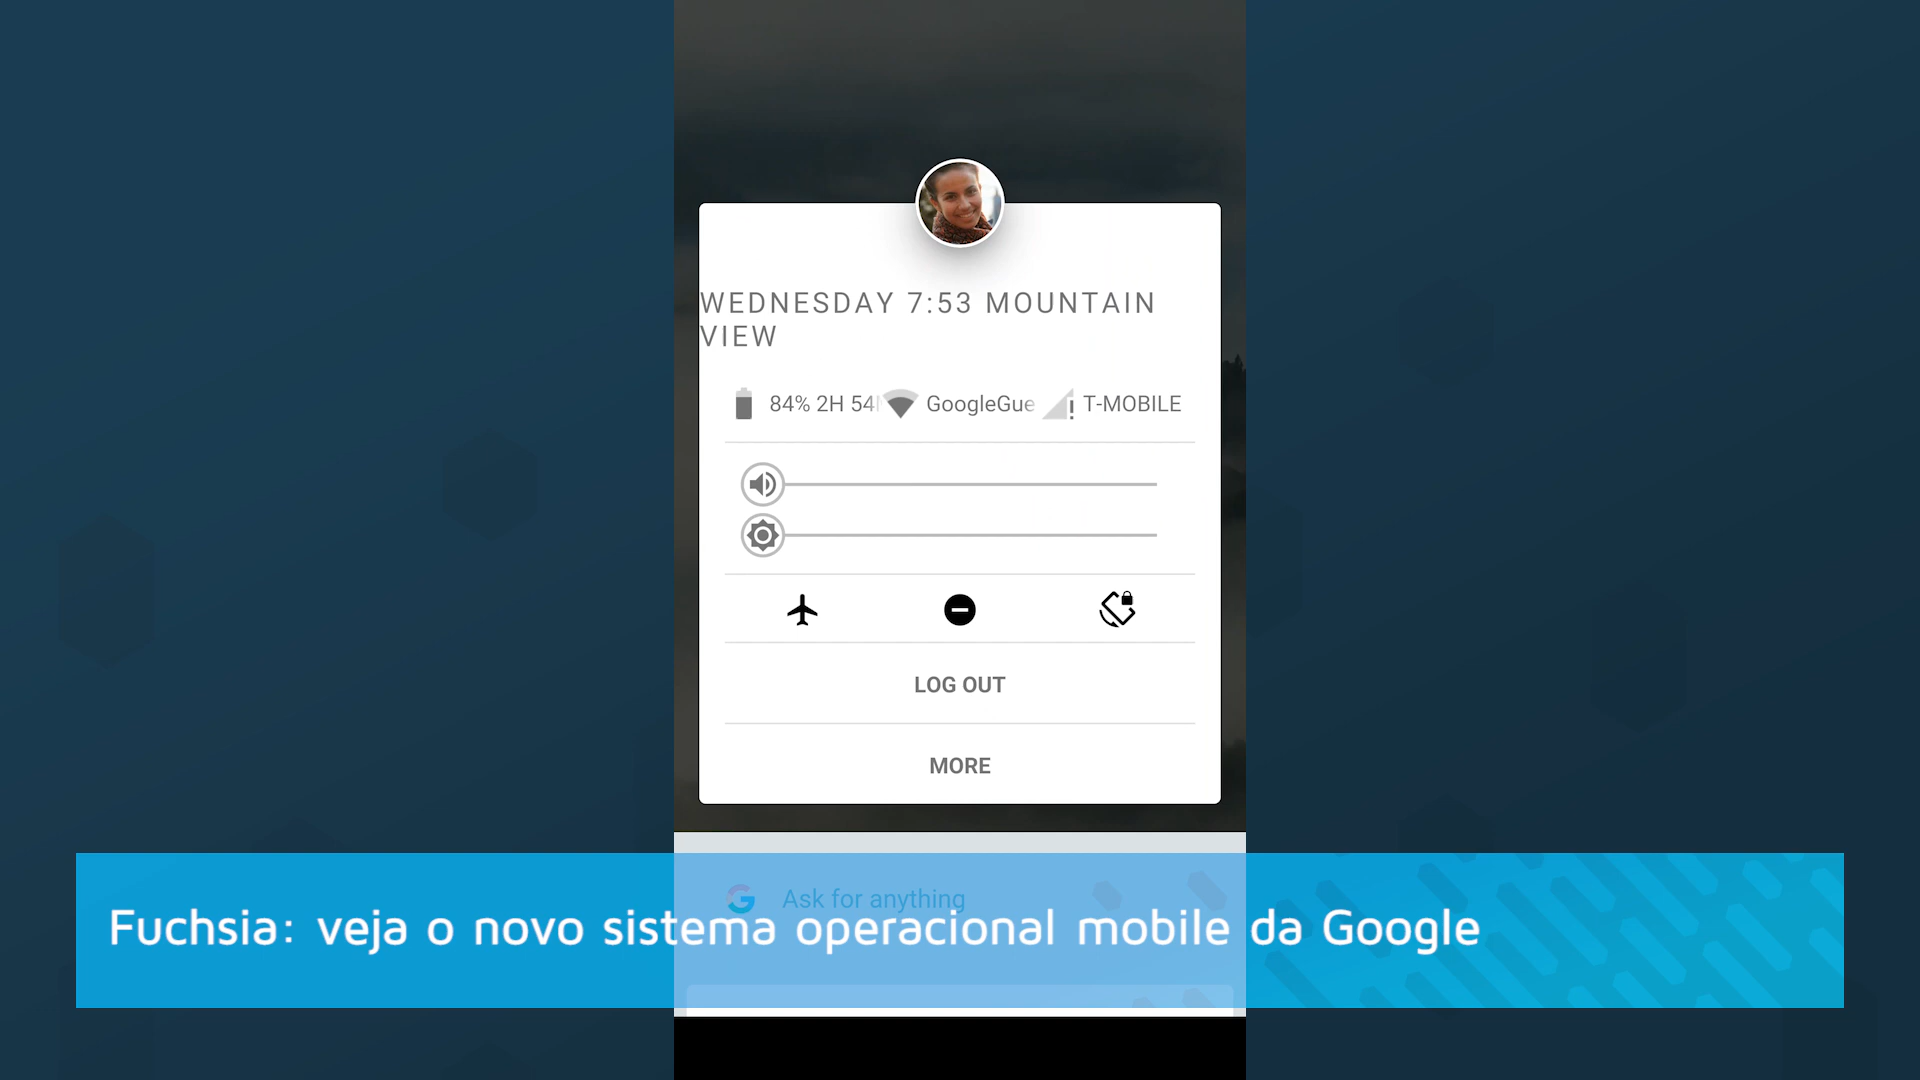 WEDNESDAY 7:53 MOUNTAIN
VIEW
84% 2H 54
GoogleGue
T-MOBILE
LOG OUT
MORE
Ask for anything
Fuchsia: veja o novo sistema operacional mobile da Google